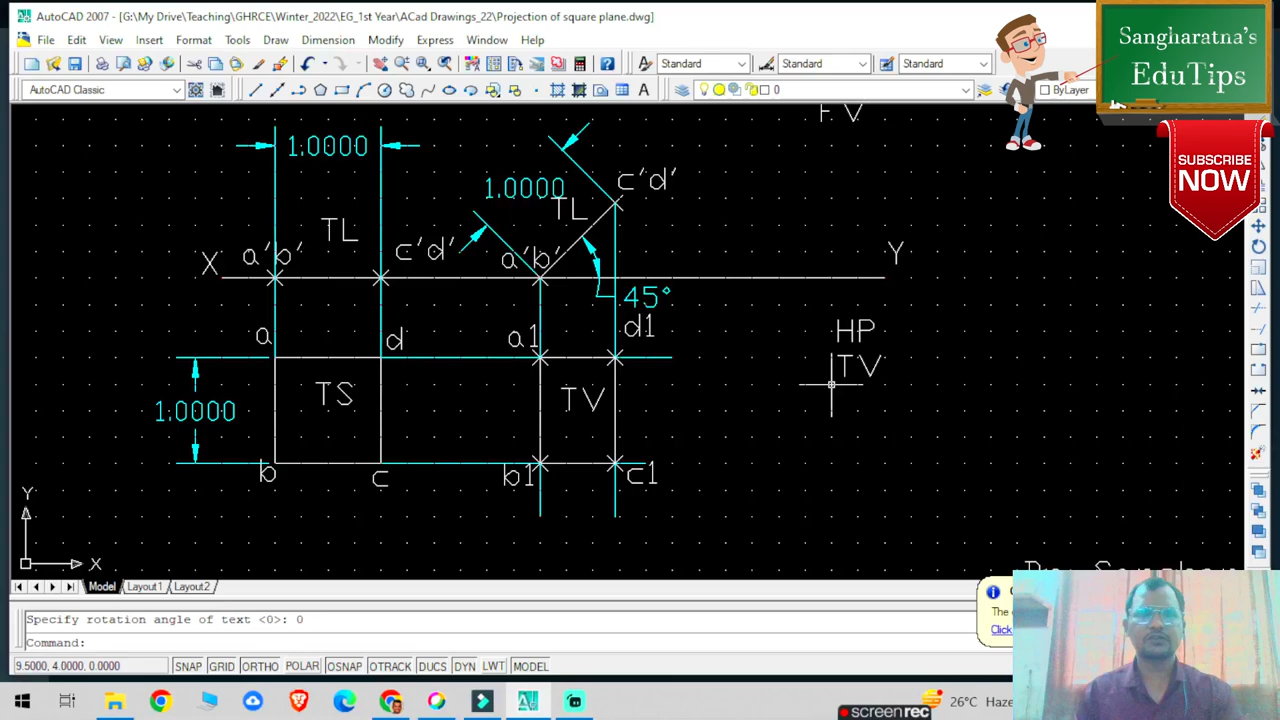 AutoCAD 2007 - [G:\My Drive\Teaching\GHRCE\Winter_2022\EG_1st Year\ACad Drawings_22\Projection of square plane.dwg]
File Edit View Insert Format Tools Draw Dimension Modify Express Window Help
Standard Standard Standard
AutoCAD Classic 0 ByLayer
Sangharatna's
EduTips
SUBSCRIBE
NOW
FV
1.0000
1.0000
c'd'
TL
TL
X a'b' c'd' a'b' Y
45°
a d a1 d1 HP
TS TV TV
1.0000
b c b1 c1
Y
X
Model Layout1 Layout2
Specify rotation angle of text <0>: 0
Command:
The
Click
9.5000, 4.0000, 0.0000 SNAP GRID ORTHO POLAR OSNAP OTRACK DUCS DYN LWT MODEL
26°C
screenrec